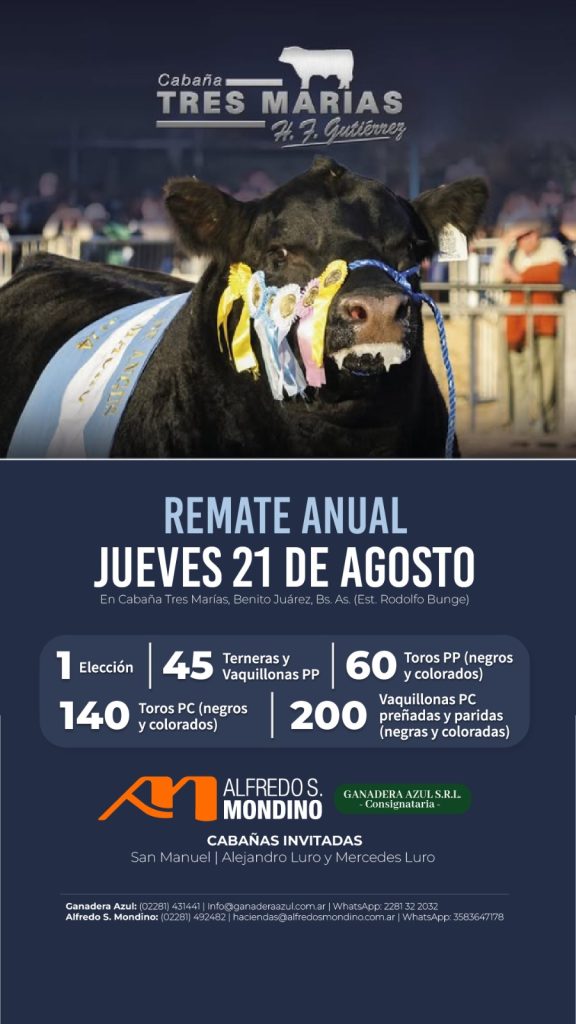 Cabaña
TRES MARÍAS
H. F. Gutiérrez
REMATE ANUAL
JUEVES 21 DE AGOSTO
En Cabaña Tres Marías, Benito Juárez, Bs. As. (Est. Rodolfo Bunge)
1 Elección
45 Terneras y
Vaquillonas PP
60 Toros PP (negros
y colorados)
140 Toros PC (negros
y colorados)
200 Vaquillonas PC
preñadas y paridas
(negras y coloradas)
ALFREDO S.
MONDINO
GANADERA AZUL S.R.L.
- Consignataria -
CABAÑAS INVITADAS
San Manuel | Alejandro Luro y Mercedes Luro
Ganadera Azul: (02281) 431441 | Info@ganaderaazul.com.ar | WhatsApp: 2281 32 2032
Alfredo S. Mondino: (02281) 492482 | haciendas@alfredosmondino.com.ar | WhatsApp: 3583647178